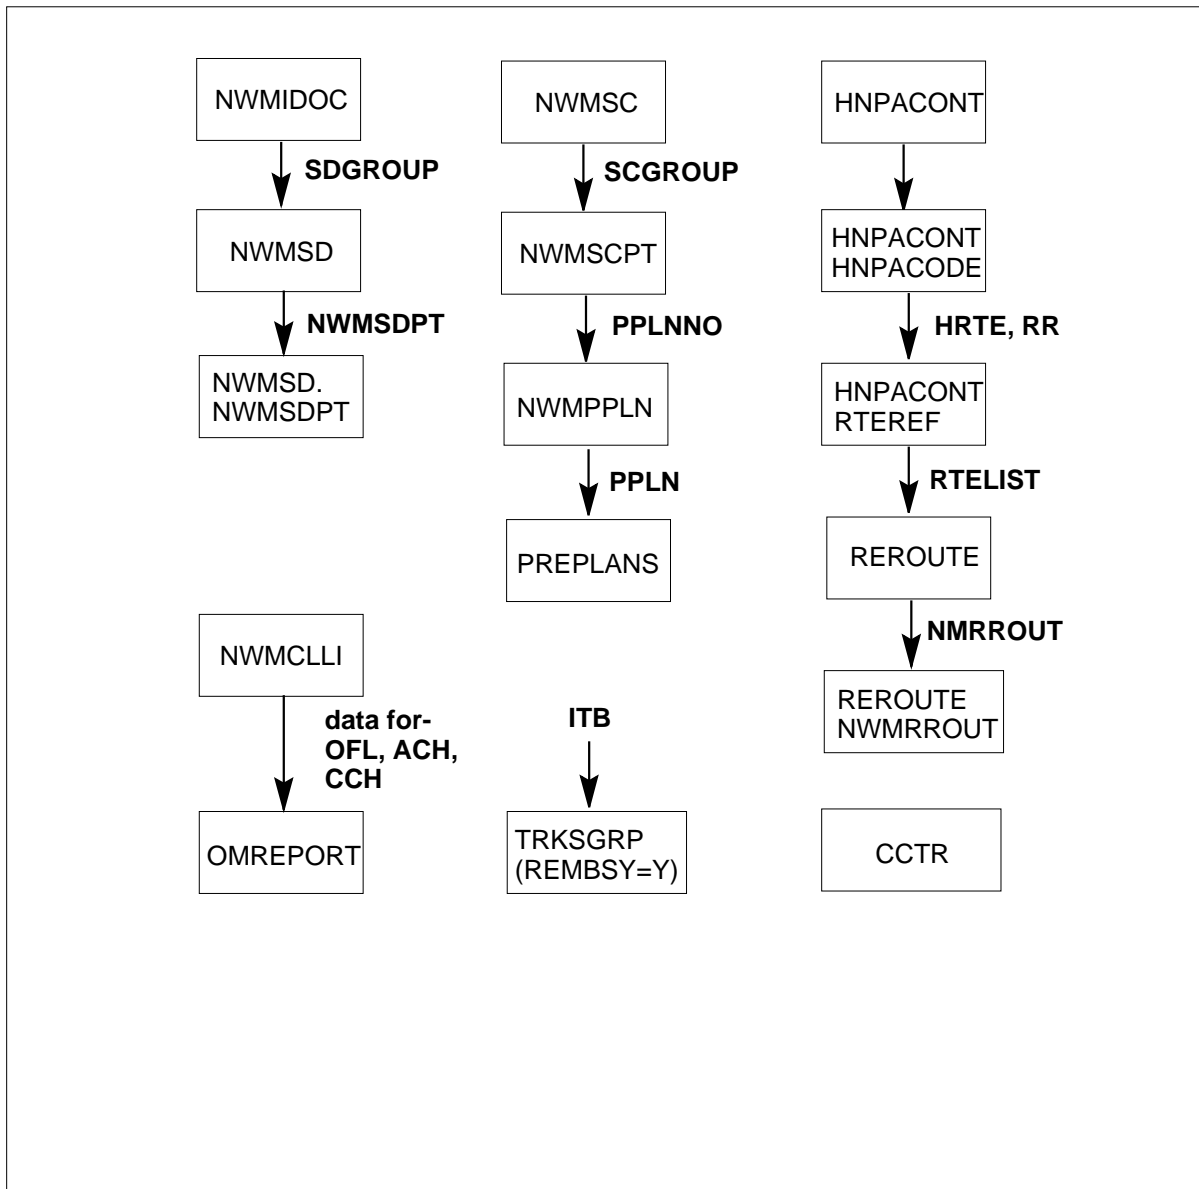 NWMIDOC
SDGROUP
NWMSD
NWMSDPT
NWMSD.
NWMSDPT
NWMSC
SCGROUP
NWMSCPT
PPLNNO
NWMPPLN
PPLN
PREPLANS
HNPACONT
HNPACONT
HNPACODE
HRTE, RR
HNPACONT
RTEREF
RTELIST
REROUTE
NMRROUT
REROUTE
NWMRROUT
NWMCLLI
data for-
OFL, ACH,
CCH
OMREPORT
ITB
TRKSGRP
(REMBSY=Y)
CCTR